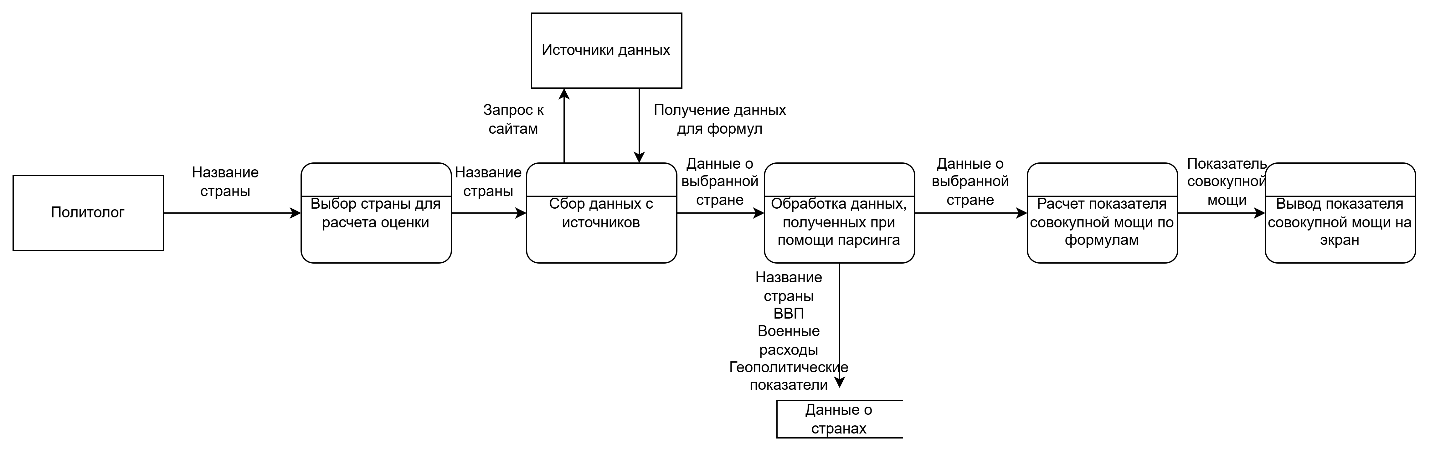 Источники данных
Запрос к
сайтам
Получение данных
для формул
Политолог
Название
страны
Выбор страны для
расчета оценки
Название
страны
Сбор данных с
источников
Данные о
выбранной
стране
Обработка данных,
полученных при
помощи парсинга
Данные о
выбранной
стране
Расчет показателя
совокупной мощи по
формулам
Показатель
совокупной
мощи
Вывод показателя
совокупной мощи на
экран
Название
страны
ВВП
Военные
расходы
Геополитические
показатели
Данные о
странах